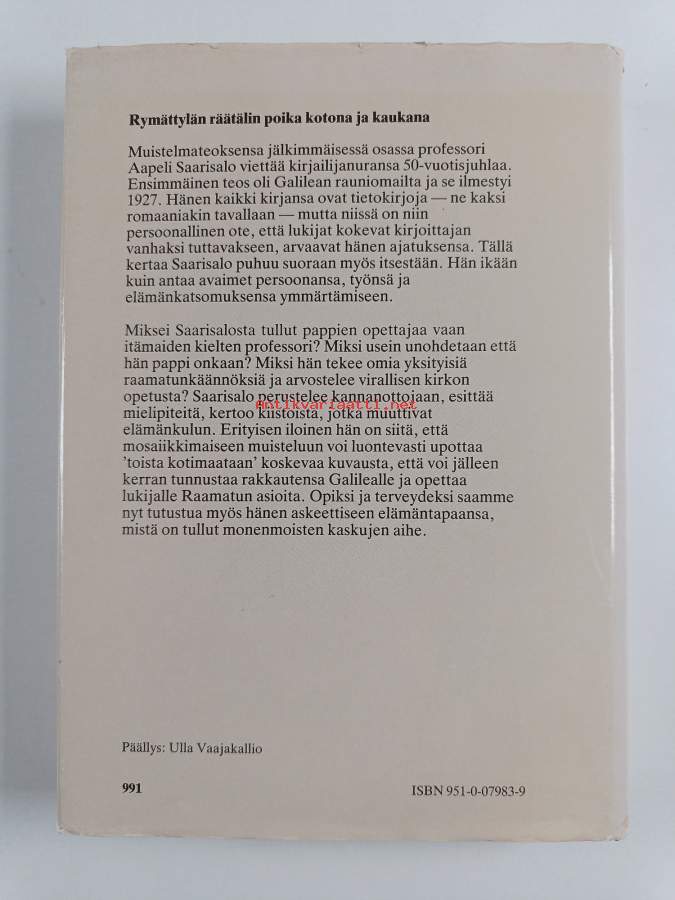 Rymättylän räätälin poika kotona ja kaukana
Muistelmateoksensa jälkimmäisessä osassa professori
Aapeli Saarisalo viettää kirjailijanuransa 50-vuotisjuhlaa.
Ensimmäinen teos oli Galilean rauniomailta ja se ilmestyi
1927. Hänen kaikki kirjansa ovat tietokirjoja — ne kaksi
romaaniakin tavallaan — mutta niissä on niin
persoonallinen ote, että lukijat kokevat kirjoittajan
vanhaksi tuttavakseen, arvaavat hänen ajatuksensa. Tällä
kertaa Saarisalo puhuu suoraan myös itsestään. Hän ikään
kuin antaa avaimet persoonansa, työnsä ja
elämänkatsomuksensa ymmärtämiseen.
Miksei Saarisalosta tullut pappien opettajaa vaan
itämaiden kielten professori? Miksi usein unohdetaan että
hän pappi onkaan? Miksi hän tekee omia yksityisiä
raamatunkäännöksiä ja arvostelee virallisen kirkon
opetusta? Saarisalo perustelee kannanottojaan, esittää
antikvariaatti.net
mielipiteitä, kertoo kiistoista, jotka muuttivat
elämänkulun. Erityisen iloinen hän on siitä, että
mosaiikkimaiseen muisteluun voi luontevasti upottaa
'toista kotimaataan' koskevaa kuvausta, että voi jälleen
kerran tunnustaa rakkautensa Galilealle ja opettaa
lukijalle Raamatun asioita. Opiksi ja terveydeksi saamme
nyt tutustua myös hänen askeettiseen elämäntapaansa,
mistä on tullut monenmoisten kaskujen aihe.
Päällys: Ulla Vaajakallio
991
ISBN 951-0-07983-9